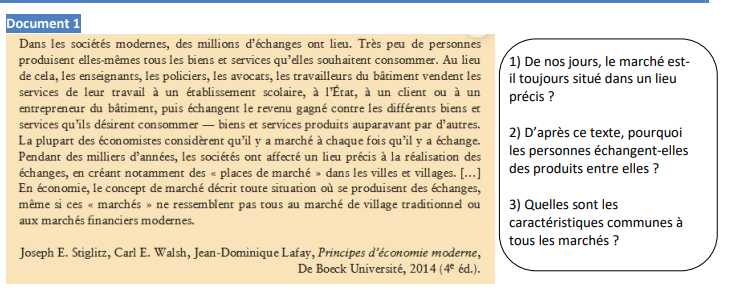 Document 1
Dans les sociétés modernes, des millions d'échanges ont lieu. Très peu de personnes
produisent elles-mêmes tous les biens et services qu'elles souhaitent consommer. Au lieu
de cela, les enseignants, les policiers, les avocats, les travailleurs du bâtiment vendent les
services de leur travail à un établissement scolaire, à l'État, à un client ou à un
entrepreneur du bâtiment, puis échangent le revenu gagné contre les différents biens et
services qu'ils désirent consommer — biens et services produits auparavant par d'autres.
La plupart des économistes considèrent qu'il y a marché à chaque fois qu'il y a échange.
Pendant des milliers d'années, les sociétés ont affecté un lieu précis à la réalisation des
échanges, en créant notamment des « places de marché » dans les villes et villages. […]
En économie, le concept de marché décrit toute situation où se produisent des échanges,
même si ces « marchés » ne ressemblent pas tous au marché de village traditionnel ou
aux marchés financiers modernes.
Joseph E. Stiglitz, Carl E. Walsh, Jean-Dominique Lafay, Principes d'économie moderne,
De Boeck Université, 2014 (4e éd.).
1) De nos jours, le marché est-
il toujours situé dans un lieu
précis ?
2) D'après ce texte, pourquoi
les personnes échangent-elles
des produits entre elles ?
3) Quelles sont les
caractéristiques communes à
tous les marchés ?